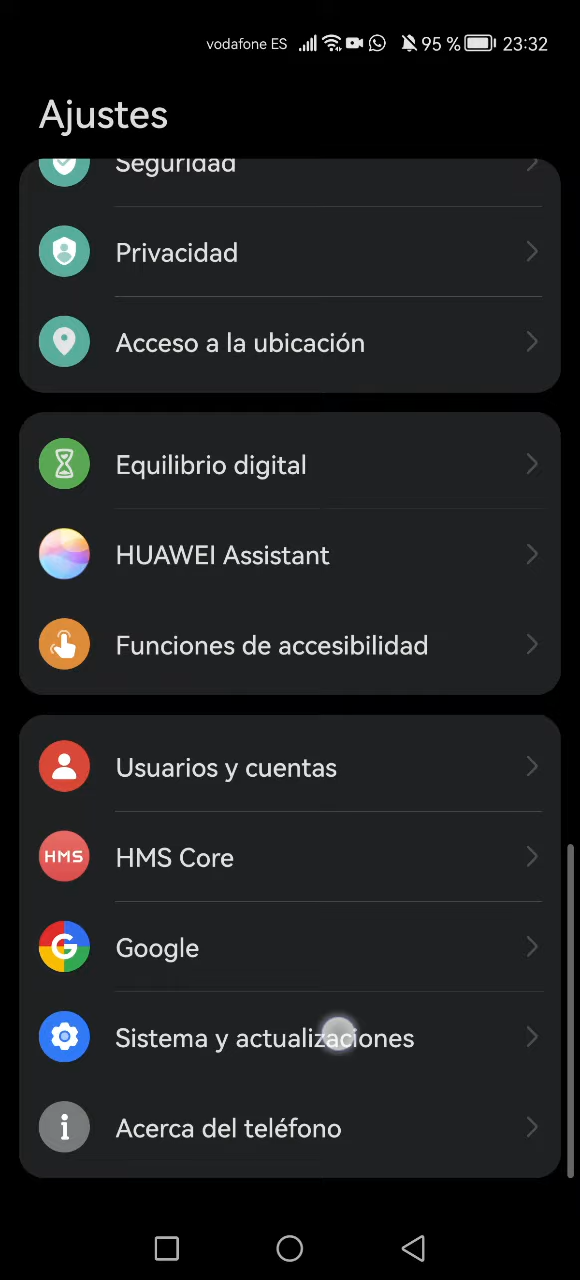 vodafone ES 95 % 23:32
Ajustes
Seguridad
Privacidad
Acceso a la ubicación
Equilibrio digital
HUAWEI Assistant
Funciones de accesibilidad
Usuarios y cuentas
HMS HMS Core
G Google
Sistema y actualizaciones
i Acerca del teléfono